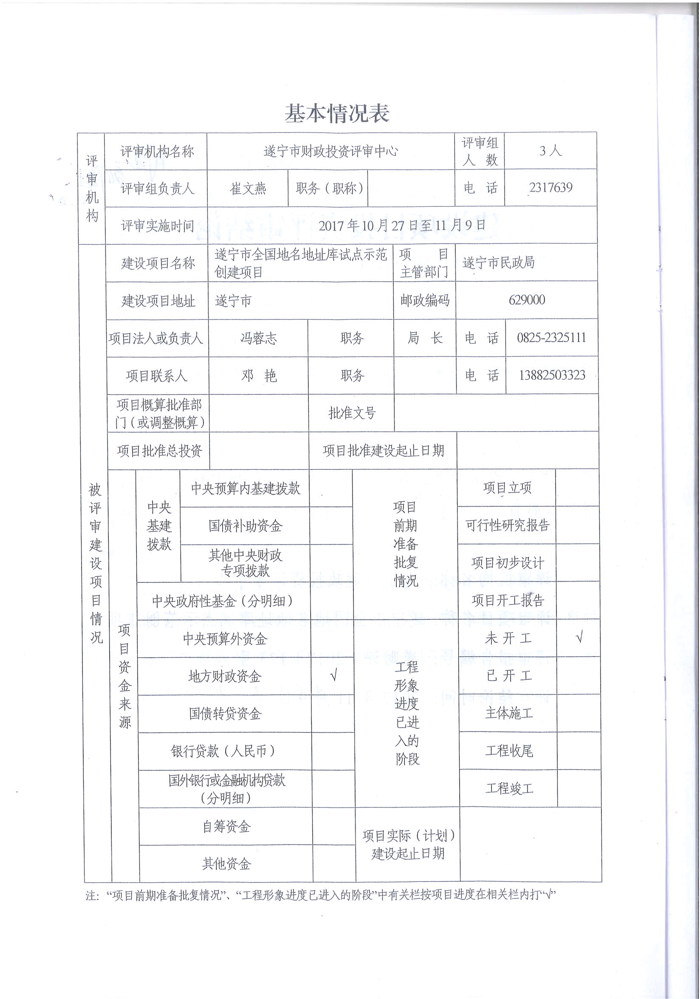 基本情况表
评审机构
评审机构名称 遂宁市财政投资评审中心 评审组人数 3人
评审组负责人 崔文燕 职务（职称） 电话 2317639
评审实施时间 2017年10月27日至11月9日
被评审建设项目情况
建设项目名称 遂宁市全国地名地址库试点示范创建项目 项目主管部门 遂宁市民政局
建设项目地址 遂宁市 邮政编码 629000
项目法人或负责人 冯蓉志 职务 局长 电话 0825-2325111
项目联系人 邓艳 职务 电话 13882503323
项目概算批准部门（或调整概算） 批准文号
项目批准总投资 项目批准建设起止日期
项目资金来源
中央基建拨款
中央预算内基建拨款
国债补助资金
其他中央财政专项拨款
中央政府性基金（分明细）
中央预算外资金
地方财政资金 √
国债转贷资金
银行贷款（人民币）
国外银行或金融机构贷款（分明细）
自筹资金
其他资金
项目前期准备批复情况
项目立项
可行性研究报告
项目初步设计
项目开工报告
工程形象进度已进入的阶段
未开工 √
已开工
主体施工
工程收尾
工程竣工
项目实际（计划）建设起止日期
注：“项目前期准备批复情况”、“工程形象进度已进入的阶段”中有关栏按项目进度在相关栏内打“√”